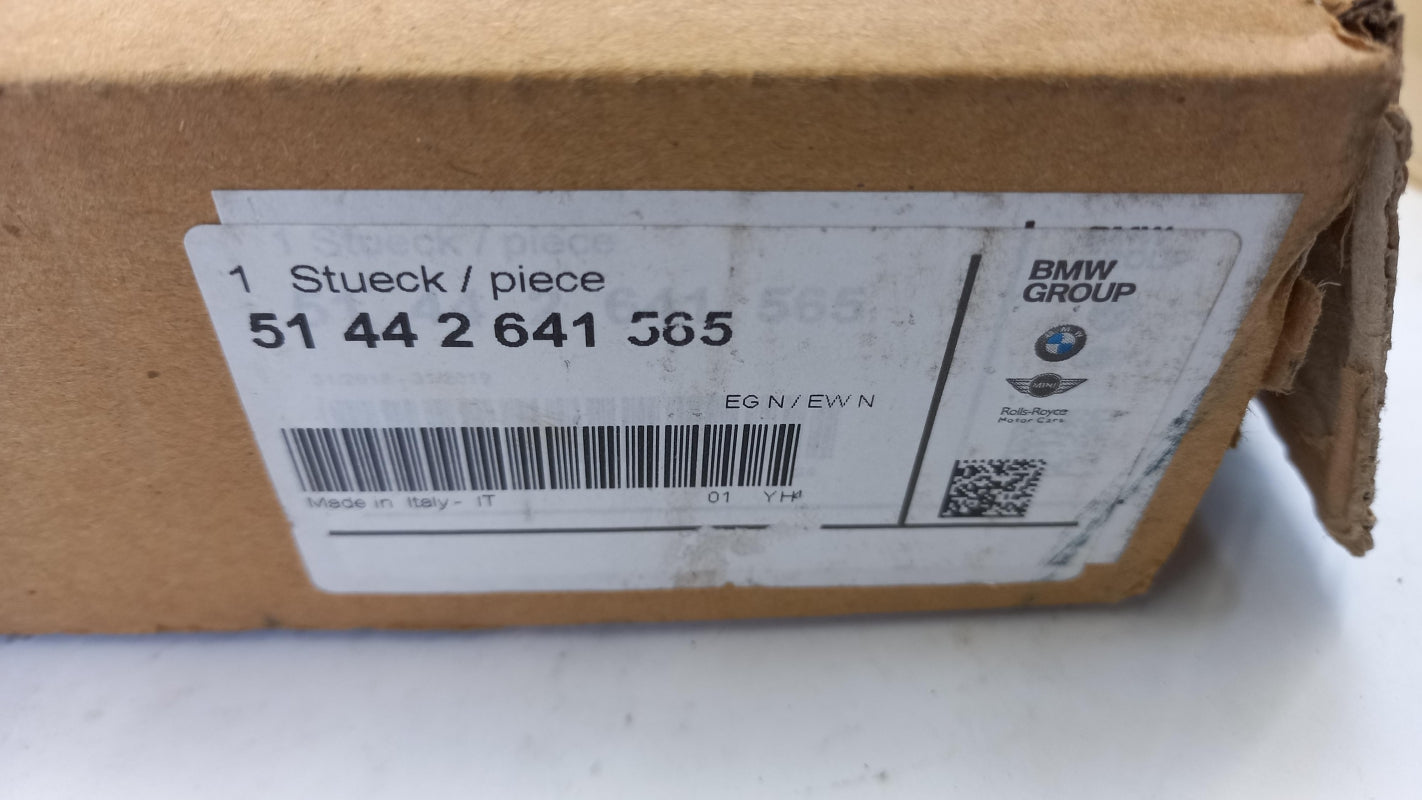 1 Stueck / piece
51 44 2 641 565
EG N / EW N
Made in Italy - IT
01 YH
BMW
GROUP
BMW
MINI
Rolls-Royce
Motor Cars